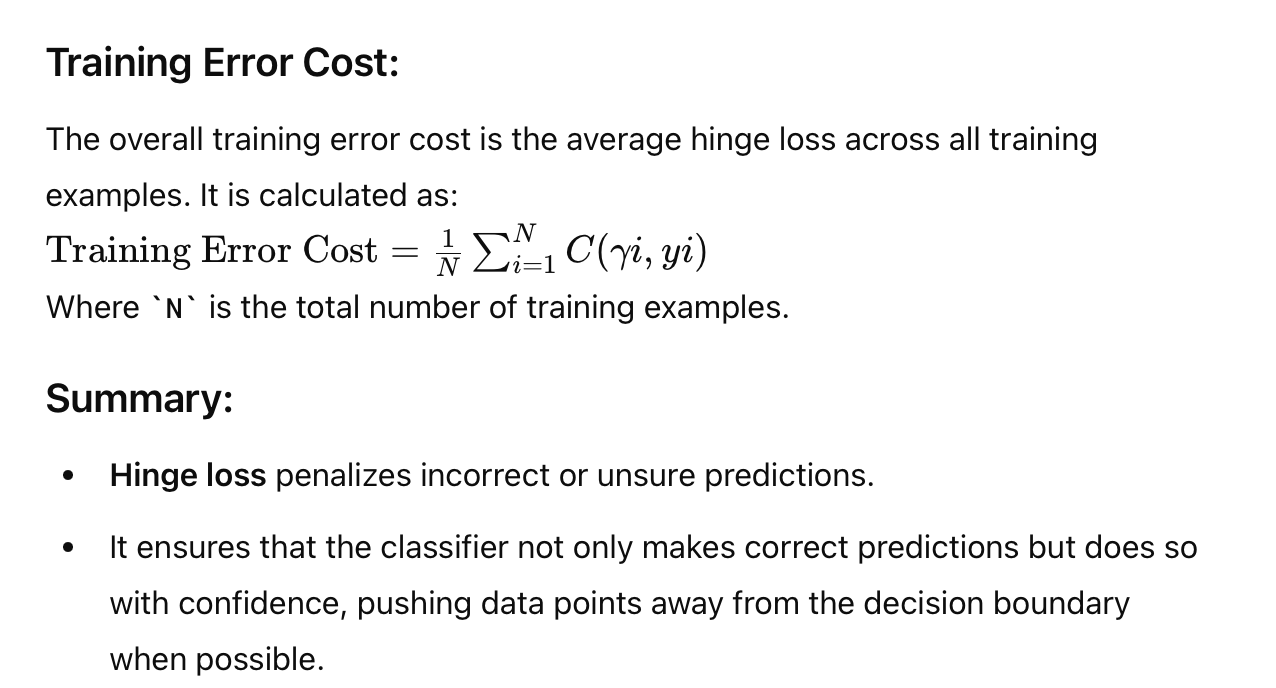 Training Error Cost:
The overall training error cost is the average hinge loss across all training
examples. It is calculated as:
Training Error Cost = \frac{1}{N} \sum_{i=1}^{N} C(γi, yi)
Where `N` is the total number of training examples.
Summary:
• Hinge loss penalizes incorrect or unsure predictions.
• It ensures that the classifier not only makes correct predictions but does so
with confidence, pushing data points away from the decision boundary
when possible.